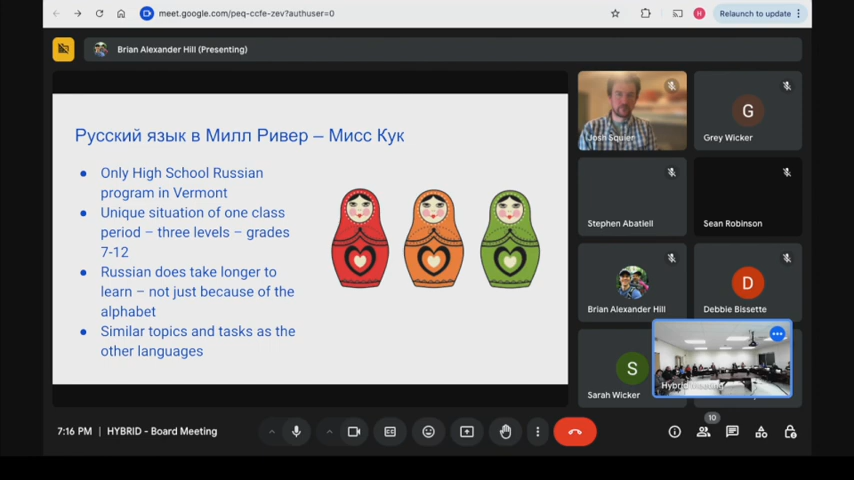 meet.google.com/peq-ccfe-zev?authuser=0
H
Relaunch to update
Brian Alexander Hill (Presenting)
Русский язык в Милл Ривер – Мисс Кук
Only High School Russian
program in Vermont
Unique situation of one class
period – three levels – grades
7-12
Russian does take longer to
learn – not just because of the
alphabet
Similar topics and tasks as the
other languages
Josh Squier
G
Grey Wicker
Stephen Abatiell
Sean Robinson
Brian Alexander Hill
D
Debbie Bissette
S
Sarah Wicker
7:16 PM | HYBRID - Board Meeting
10